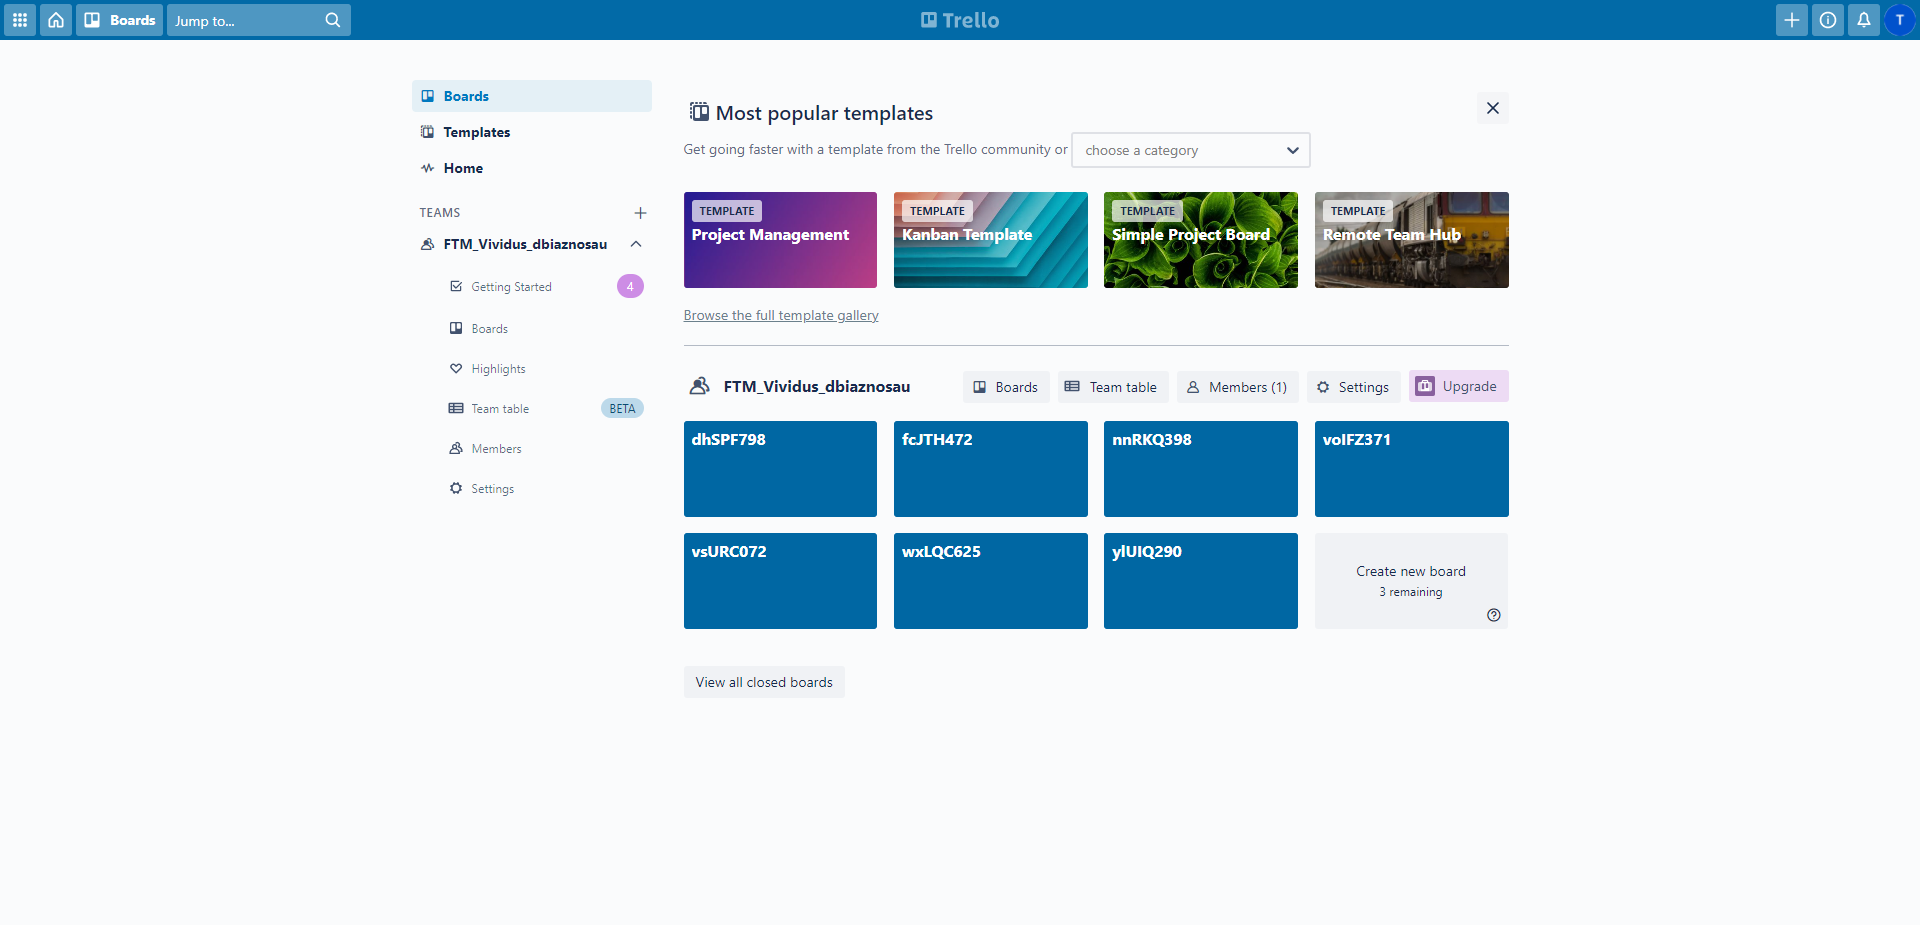 Boards
Jump to...
Trello
T
Boards
Templates
Home
TEAMS
FTM_Vividus_dbiaznosau
Getting Started
4
Boards
Highlights
Team table
BETA
Members
Settings
Most popular templates
Get going faster with a template from the Trello community or
choose a category
TEMPLATE
Project Management
TEMPLATE
Kanban Template
TEMPLATE
Simple Project Board
TEMPLATE
Remote Team Hub
Browse the full template gallery
FTM_Vividus_dbiaznosau
Boards
Team table
Members (1)
Settings
Upgrade
dhSPF798
fcJTH472
nnRKQ398
voIFZ371
vsURC072
wxLQC625
ylUIQ290
Create new board
3 remaining
View all closed boards